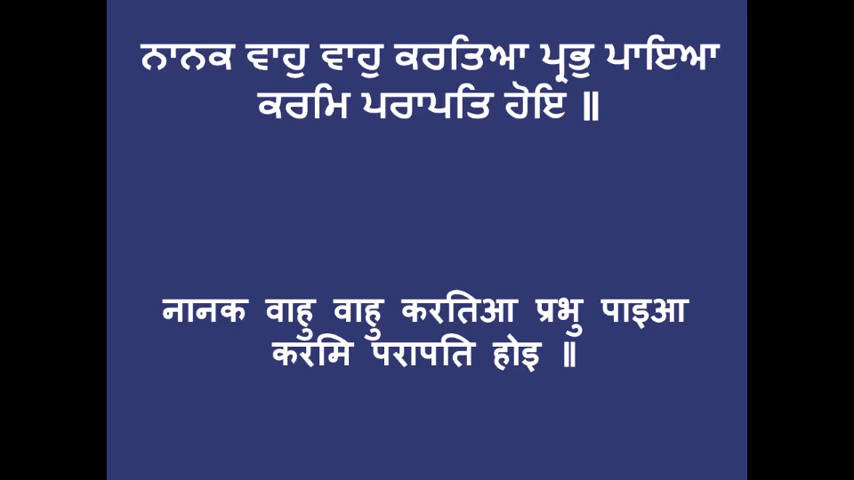 ਨਾਨਕ ਵਾਹੁ ਵਾਹੁ ਕਰਤਿਆ ਪ੍ਰਭੁ ਪਾਇਆ
ਕਰਮਿ ਪਰਾਪਤਿ ਹੋਇ ॥
नानक वाहु वाहु करतिआ प्रभु पाइआ
करमि परापति होइ ॥